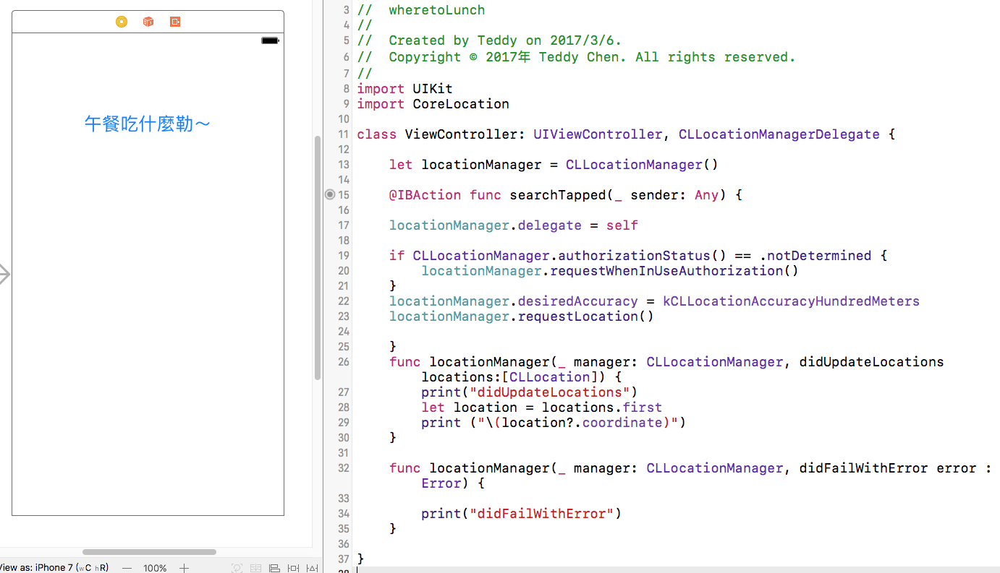 午餐吃什麼勒～
View as: iPhone 7 (wC hR)
100%
3 //  wheretoLunch
4 //
5 //  Created by Teddy on 2017/3/6.
6 //  Copyright © 2017年 Teddy Chen. All rights reserved.
7 //
8 import UIKit
9 import CoreLocation
10
11 class ViewController: UIViewController, CLLocationManagerDelegate {
12
13     let locationManager = CLLocationManager()
14
15     @IBAction func searchTapped(_ sender: Any) {
16
17     locationManager.delegate = self
18
19     if CLLocationManager.authorizationStatus() == .notDetermined {
20         locationManager.requestWhenInUseAuthorization()
21     }
22     locationManager.desiredAccuracy = kCLLocationAccuracyHundredMeters
23     locationManager.requestLocation()
24
25     }
26     func locationManager(_ manager: CLLocationManager, didUpdateLocations
        locations:[CLLocation]) {
27         print("didUpdateLocations")
28         let location = locations.first
29         print ("\(location?.coordinate)")
30     }
31
32     func locationManager(_ manager: CLLocationManager, didFailWithError error :
        Error) {
33
34         print("didFailWithError")
35     }
36
37 }
38